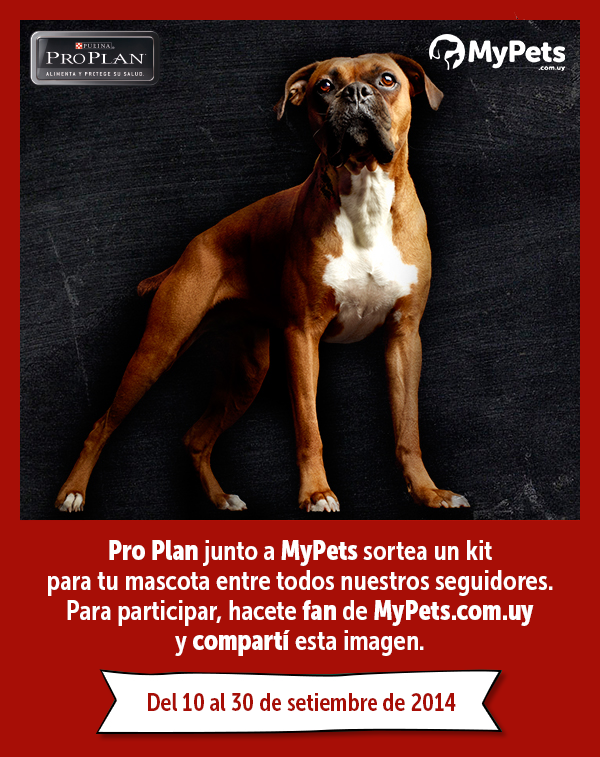 PURINA
PROPLAN
ALIMENTA Y PROTEGE SU SALUD.
MyPets
.com.uy
Pro Plan junto a MyPets sortea un kit
para tu mascota entre todos nuestros seguidores.
Para participar, hacete fan de MyPets.com.uy
y compartí esta imagen.
Del 10 al 30 de setiembre de 2014